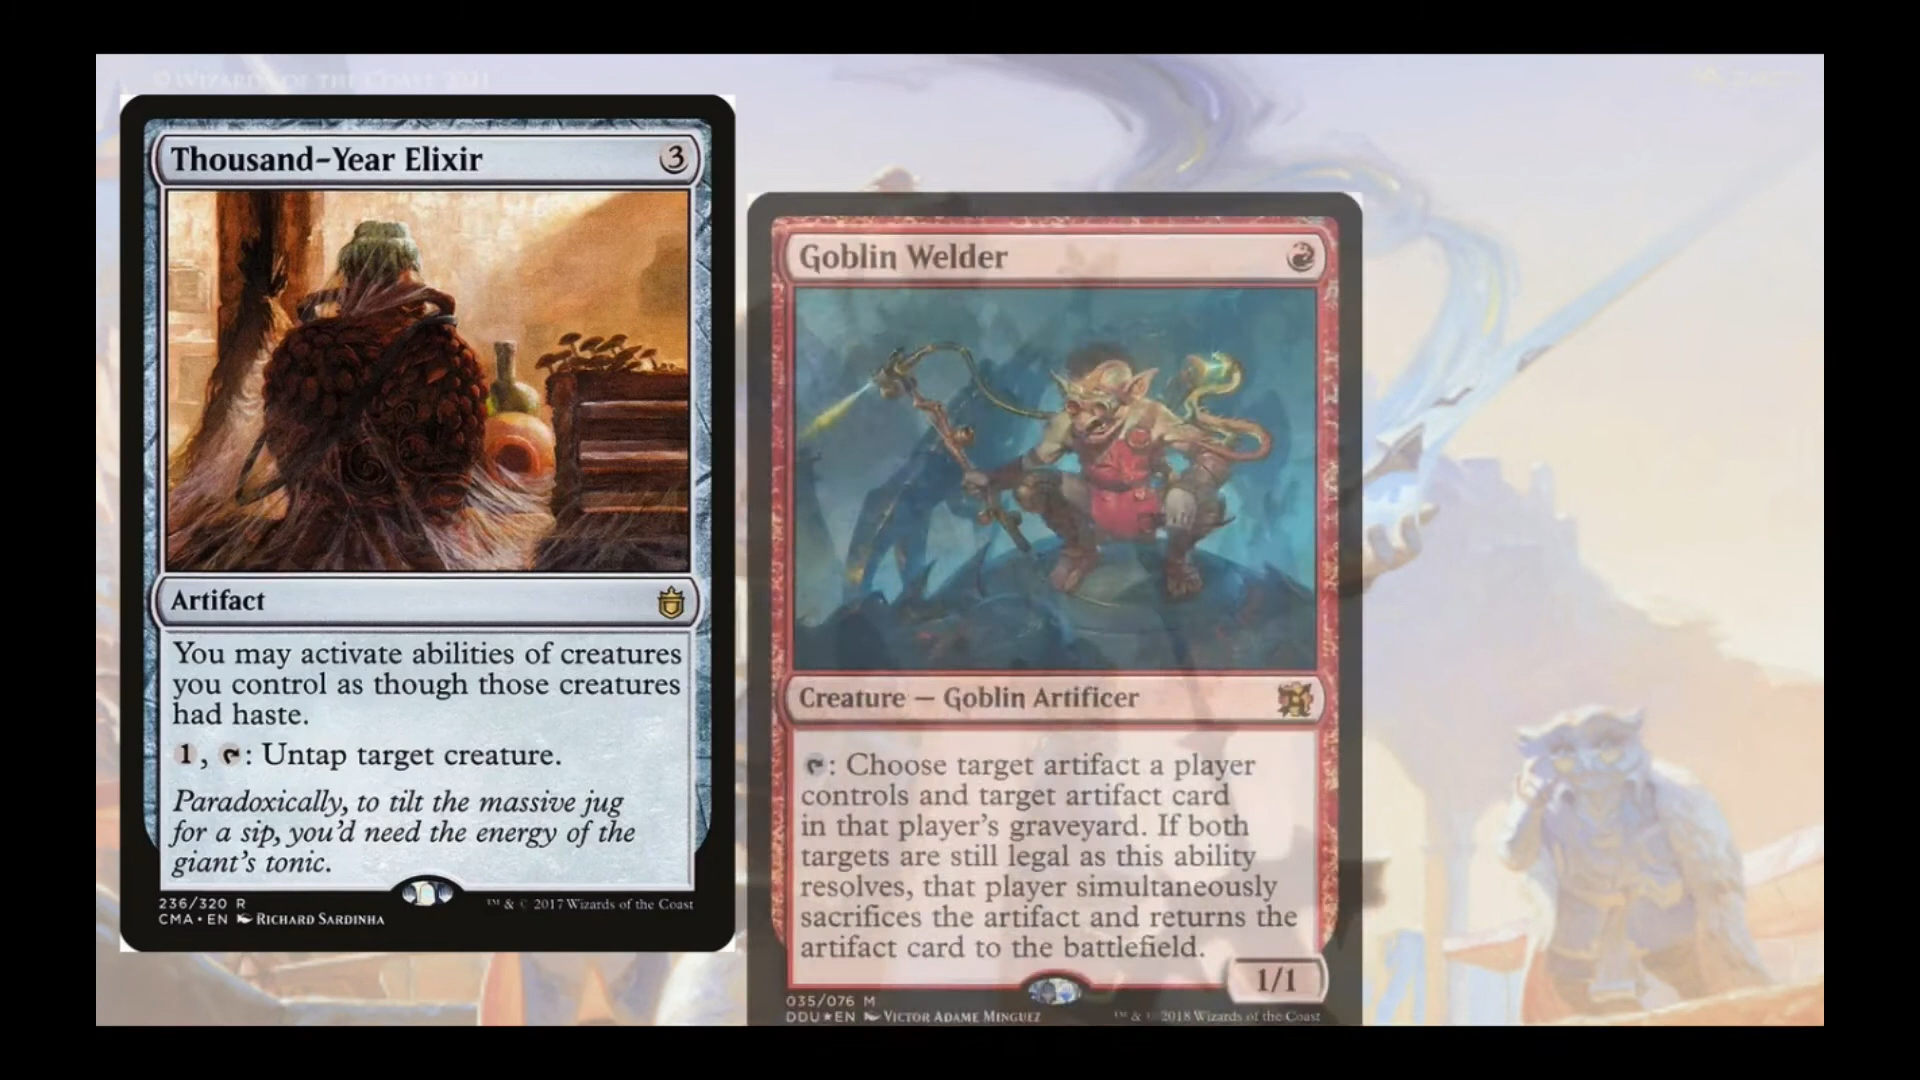 © Wizards of the Coast 2021
Thousand-Year Elixir 3
Artifact
You may activate abilities of creatures
you control as though those creatures
had haste.
1, : Untap target creature.
Paradoxically, to tilt the massive jug
for a sip, you'd need the energy of the
giant's tonic.
236/320 R
CMA • EN Richard Sardinha
™ & © 2017 Wizards of the Coast
Goblin Welder
Creature — Goblin Artificer
: Choose target artifact a player
controls and target artifact card
in that player's graveyard. If both
targets are still legal as this ability
resolves, that player simultaneously
sacrifices the artifact and returns the
artifact card to the battlefield.
1/1
035/076 M
DDU★EN Victor Adame Minguez
™ & © 2018 Wizards of the Coast